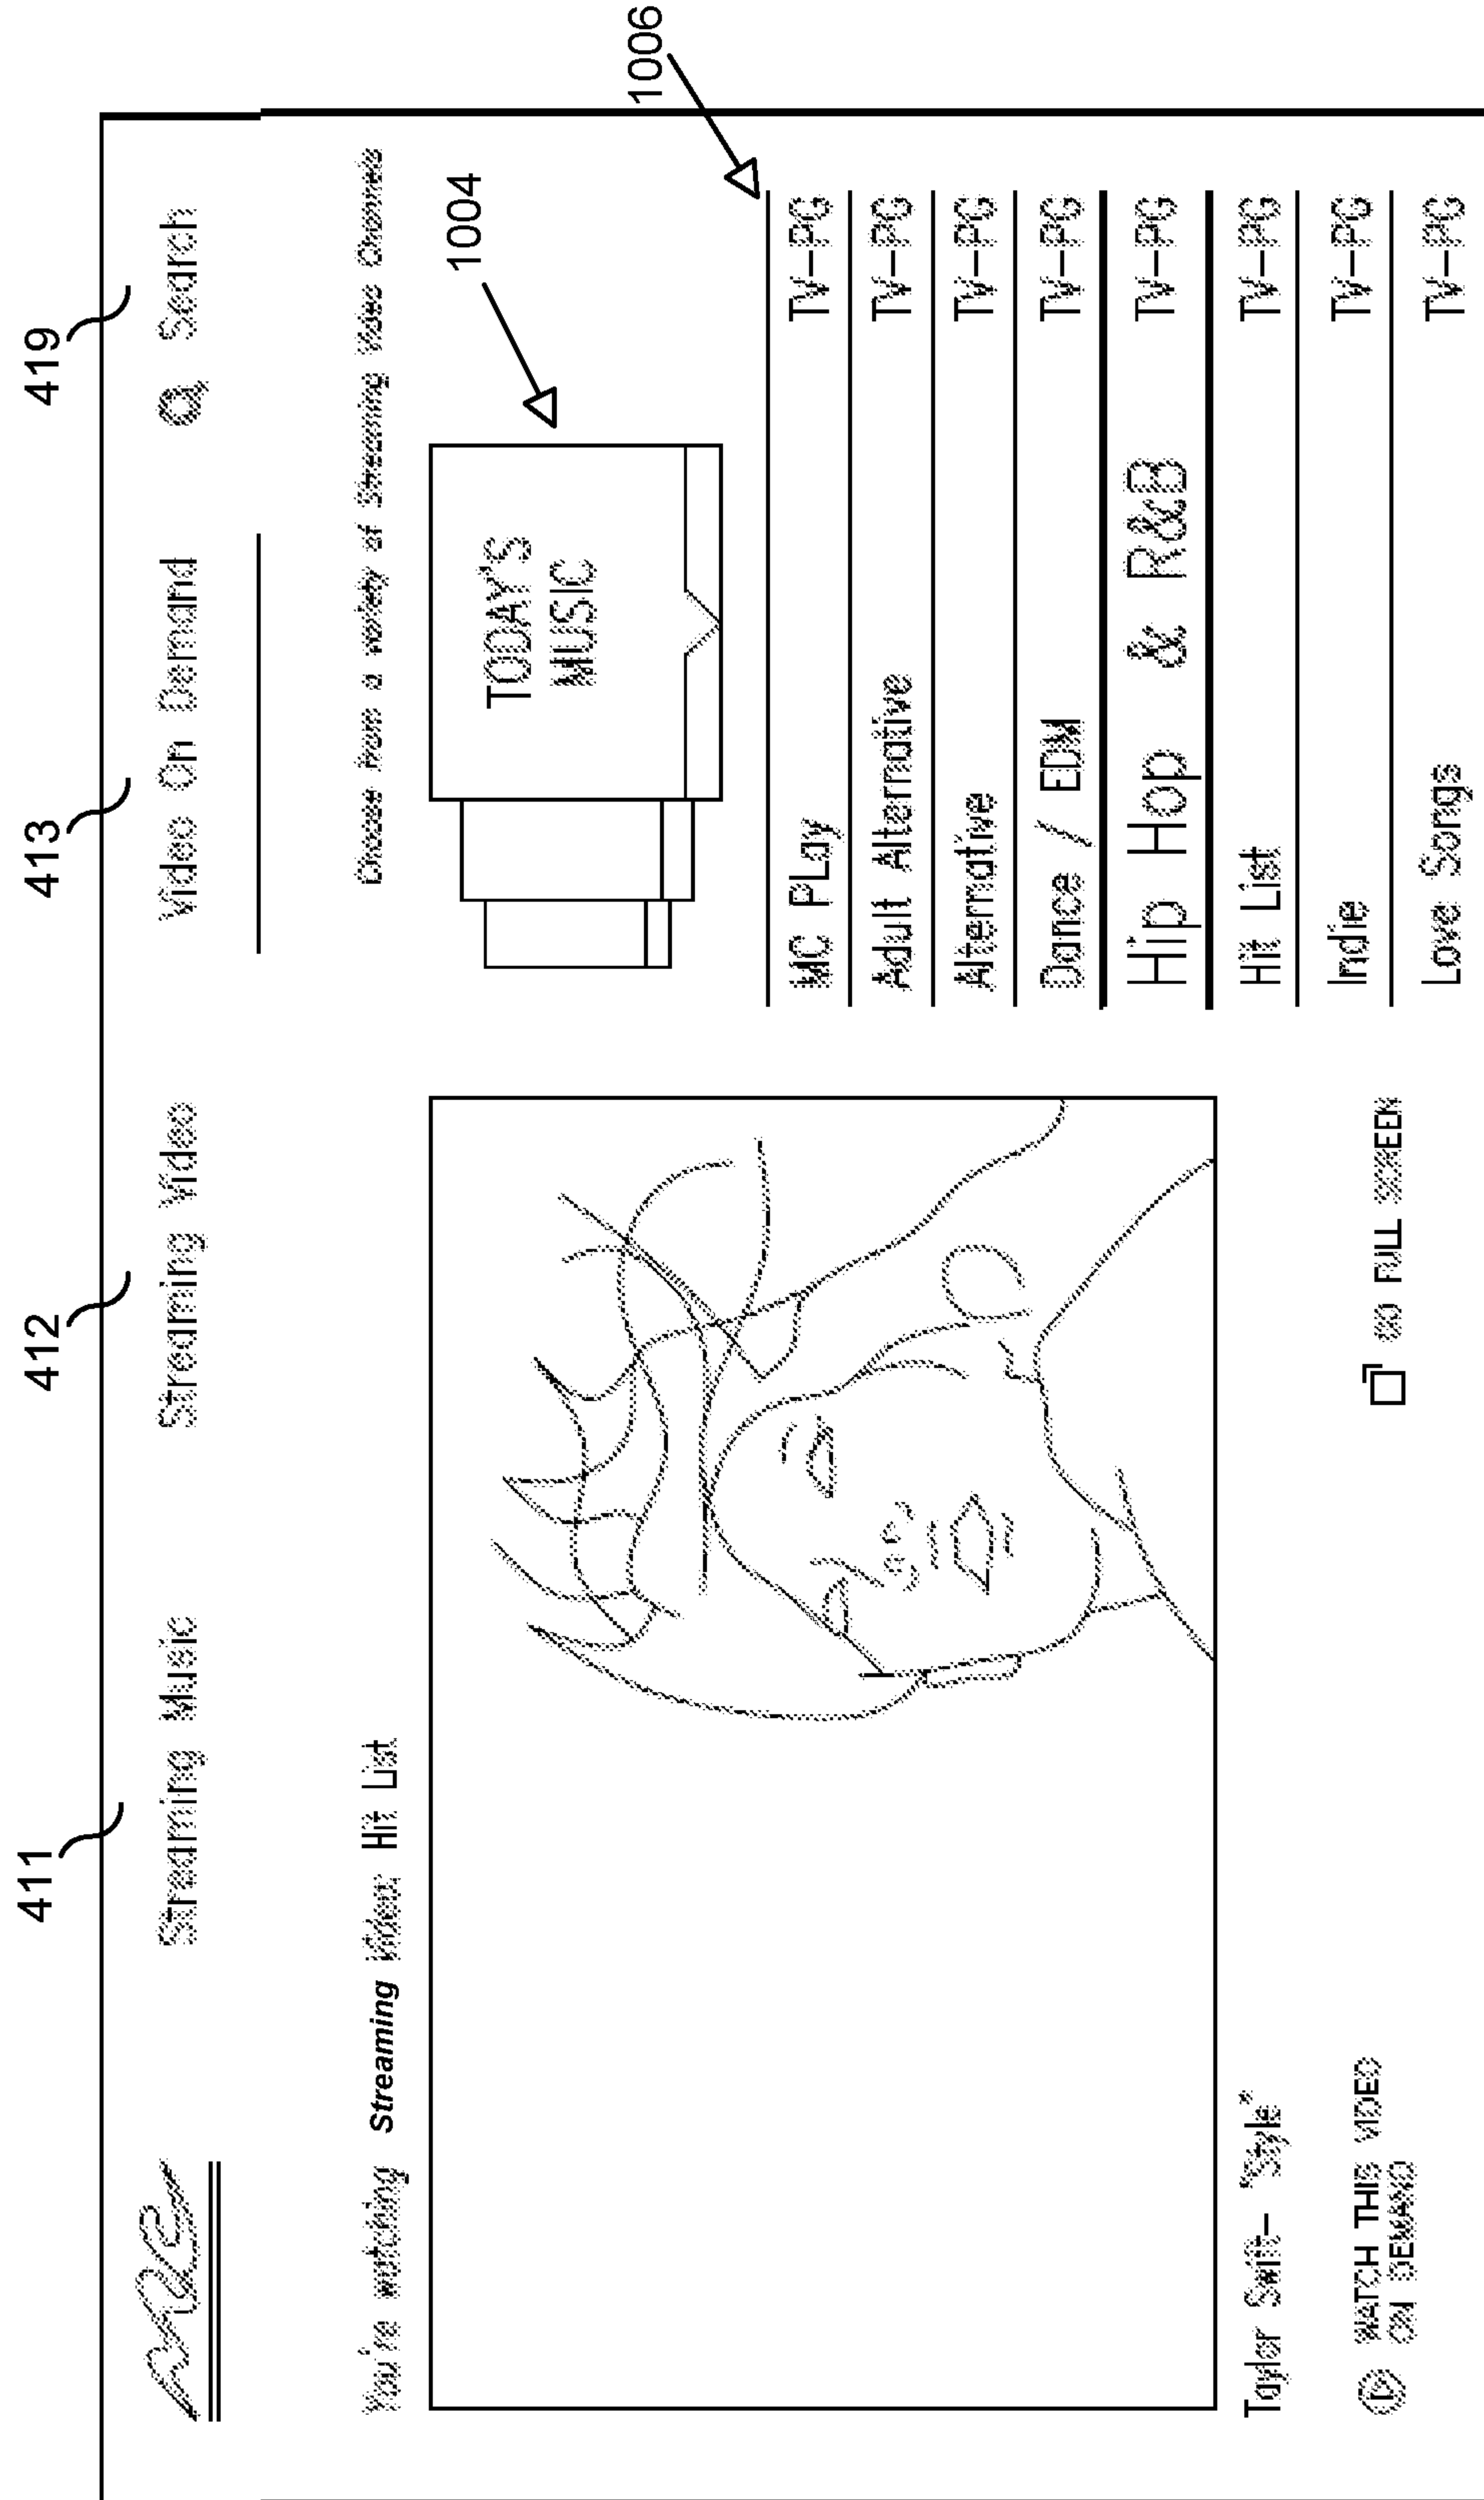 411 412 413 419
Streaming Music Streaming Video Video On Demand Search
You're watching Streaming Video: Hit List
Taylor Swift- "Style"
WATCH THIS VIDEO
ON DEMAND
GO FULL SCREEN
Choose from a variety of Streaming Video Channels
1004
TODAY'S
MUSIC
1006
MC PLay TV-PG
Adult Alternative TV-PG
Alternative TV-PG
Dance / EDM TV-PG
Hip Hop & R&B TV-PG
Hit List TV-PG
Indie TV-PG
Love Songs TV-PG